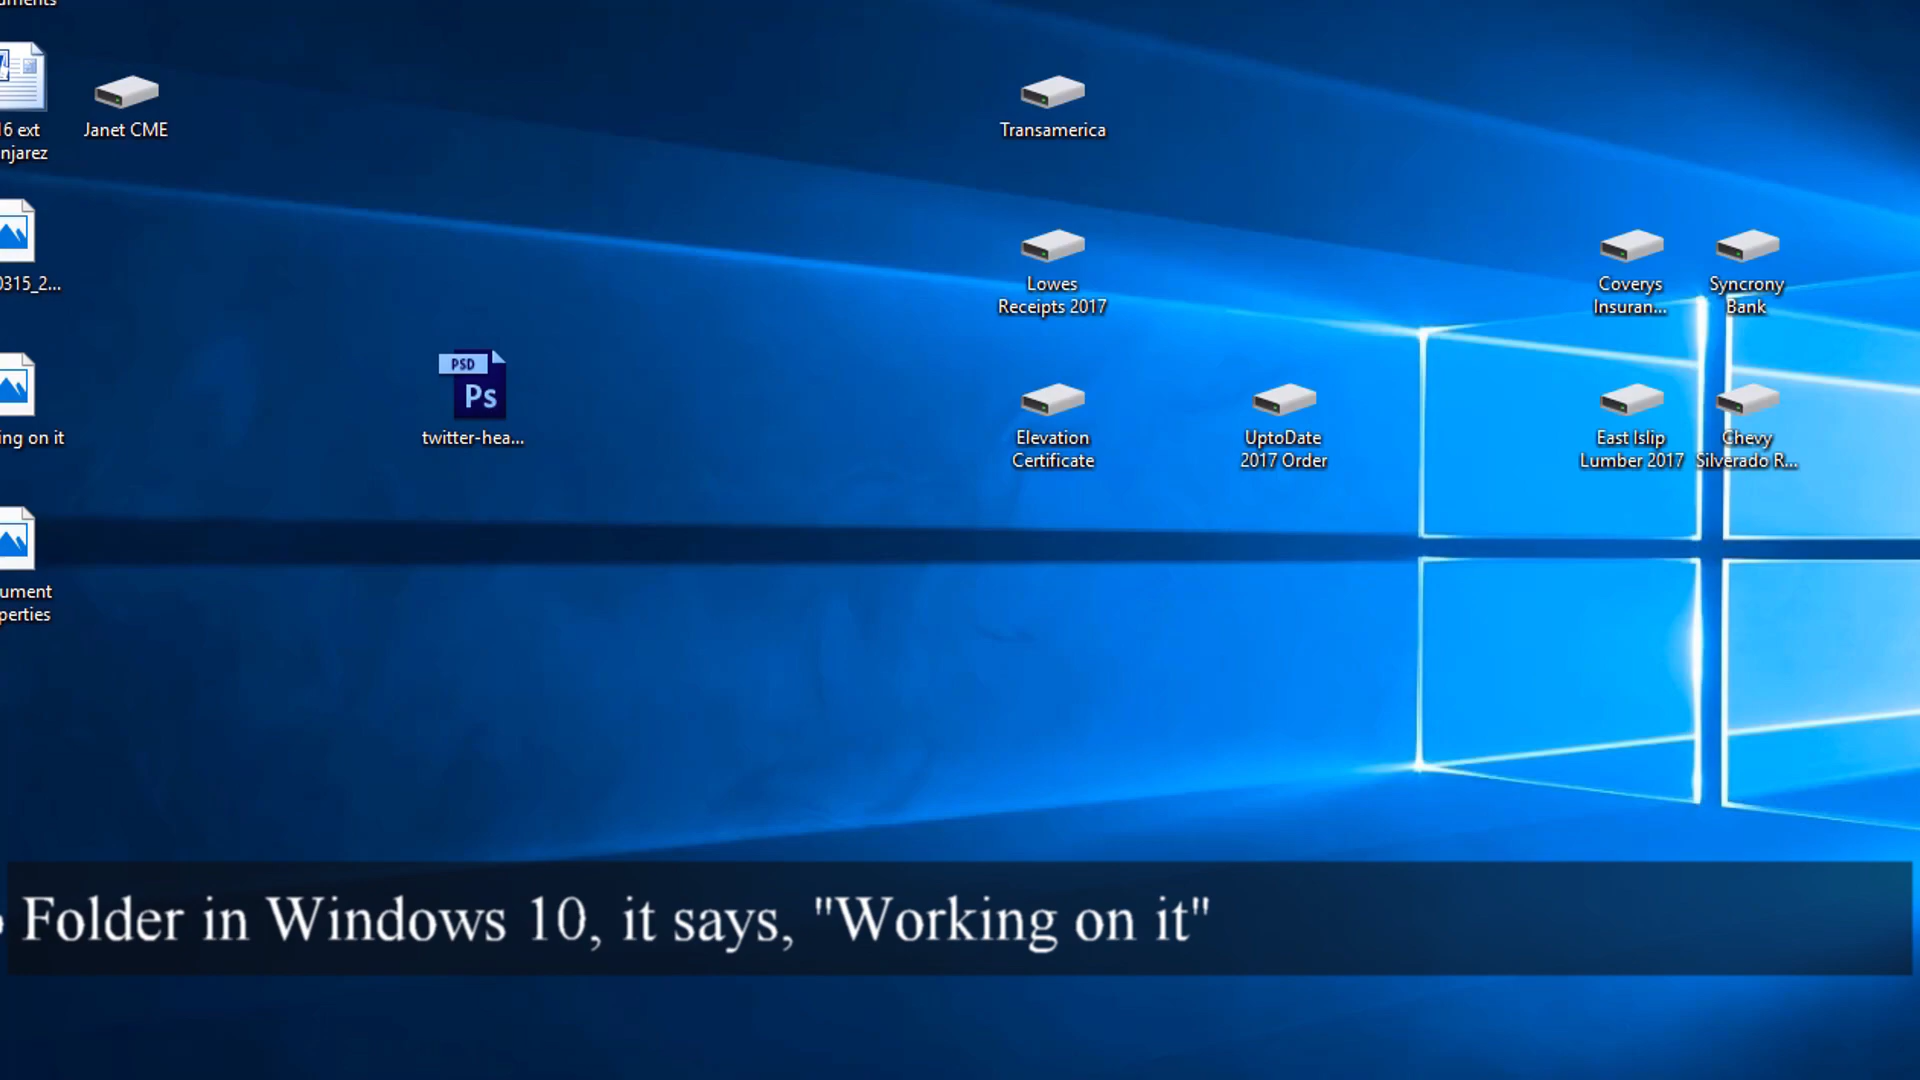 uments
16 ext
njarez
Janet CME
Transamerica
0315_2...
Lowes
Receipts 2017
Coverys
Insuran...
Syncrony
Bank
ing on it
PSD
Ps
twitter-hea...
Elevation
Certificate
UptoDate
2017 Order
East Islip
Lumber 2017
Chevy
Silverado R...
ument
perties
Folder in Windows 10, it says, "Working on it"